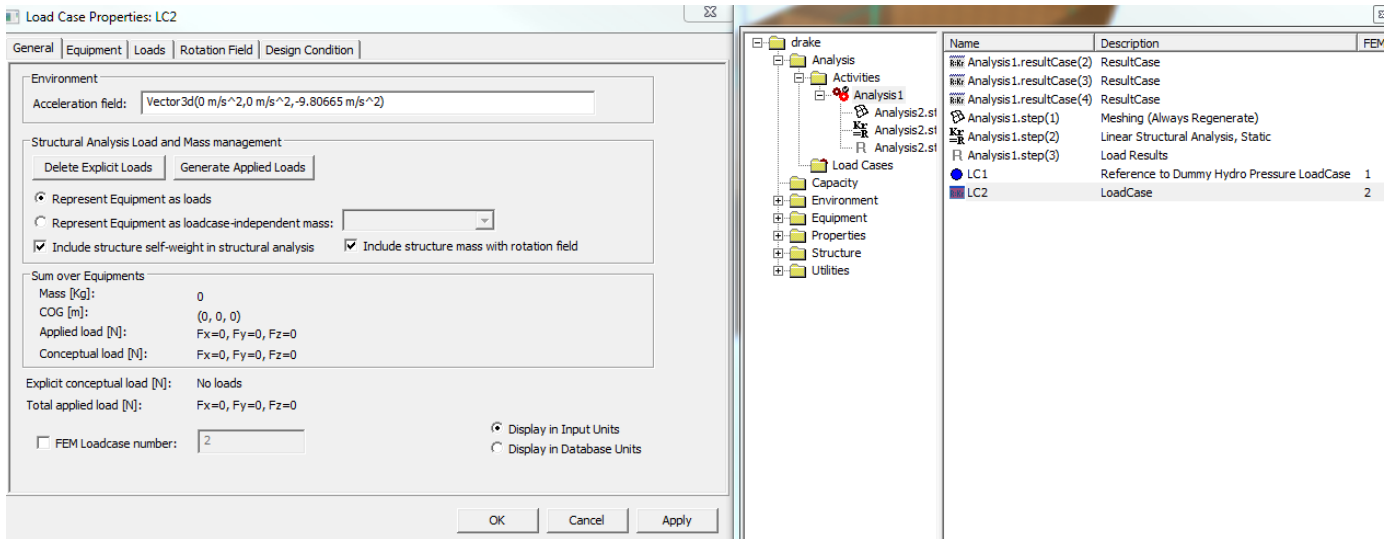 Load Case Properties: LC2
General Equipment Loads Rotation Field Design Condition
Environment
Acceleration field: Vector3d(0 m/s^2,0 m/s^2,-9.80665 m/s^2)
Structural Analysis Load and Mass management
Delete Explicit Loads Generate Applied Loads
Represent Equipment as loads
Represent Equipment as loadcase-independent mass:
Include structure self-weight in structural analysis Include structure mass with rotation field
Sum over Equipments
Mass [Kg]: 0
COG [m]: (0, 0, 0)
Applied load [N]: Fx=0, Fy=0, Fz=0
Conceptual load [N]: Fx=0, Fy=0, Fz=0
Explicit conceptual load [N]: No loads
Total applied load [N]: Fx=0, Fy=0, Fz=0
FEM Loadcase number: 2
Display in Input Units
Display in Database Units
OK Cancel Apply
drake
Analysis
Activities
Analysis1
Analysis2.st
Analysis2.st
Analysis2.st
Load Cases
Capacity
Environment
Equipment
Properties
Structure
Utilities
Name Description FEM
Analysis1.resultCase(2) ResultCase
Analysis1.resultCase(3) ResultCase
Analysis1.resultCase(4) ResultCase
Analysis1.step(1) Meshing (Always Regenerate)
Analysis1.step(2) Linear Structural Analysis, Static
Analysis1.step(3) Load Results
LC1 Reference to Dummy Hydro Pressure LoadCase 1
LC2 LoadCase 2